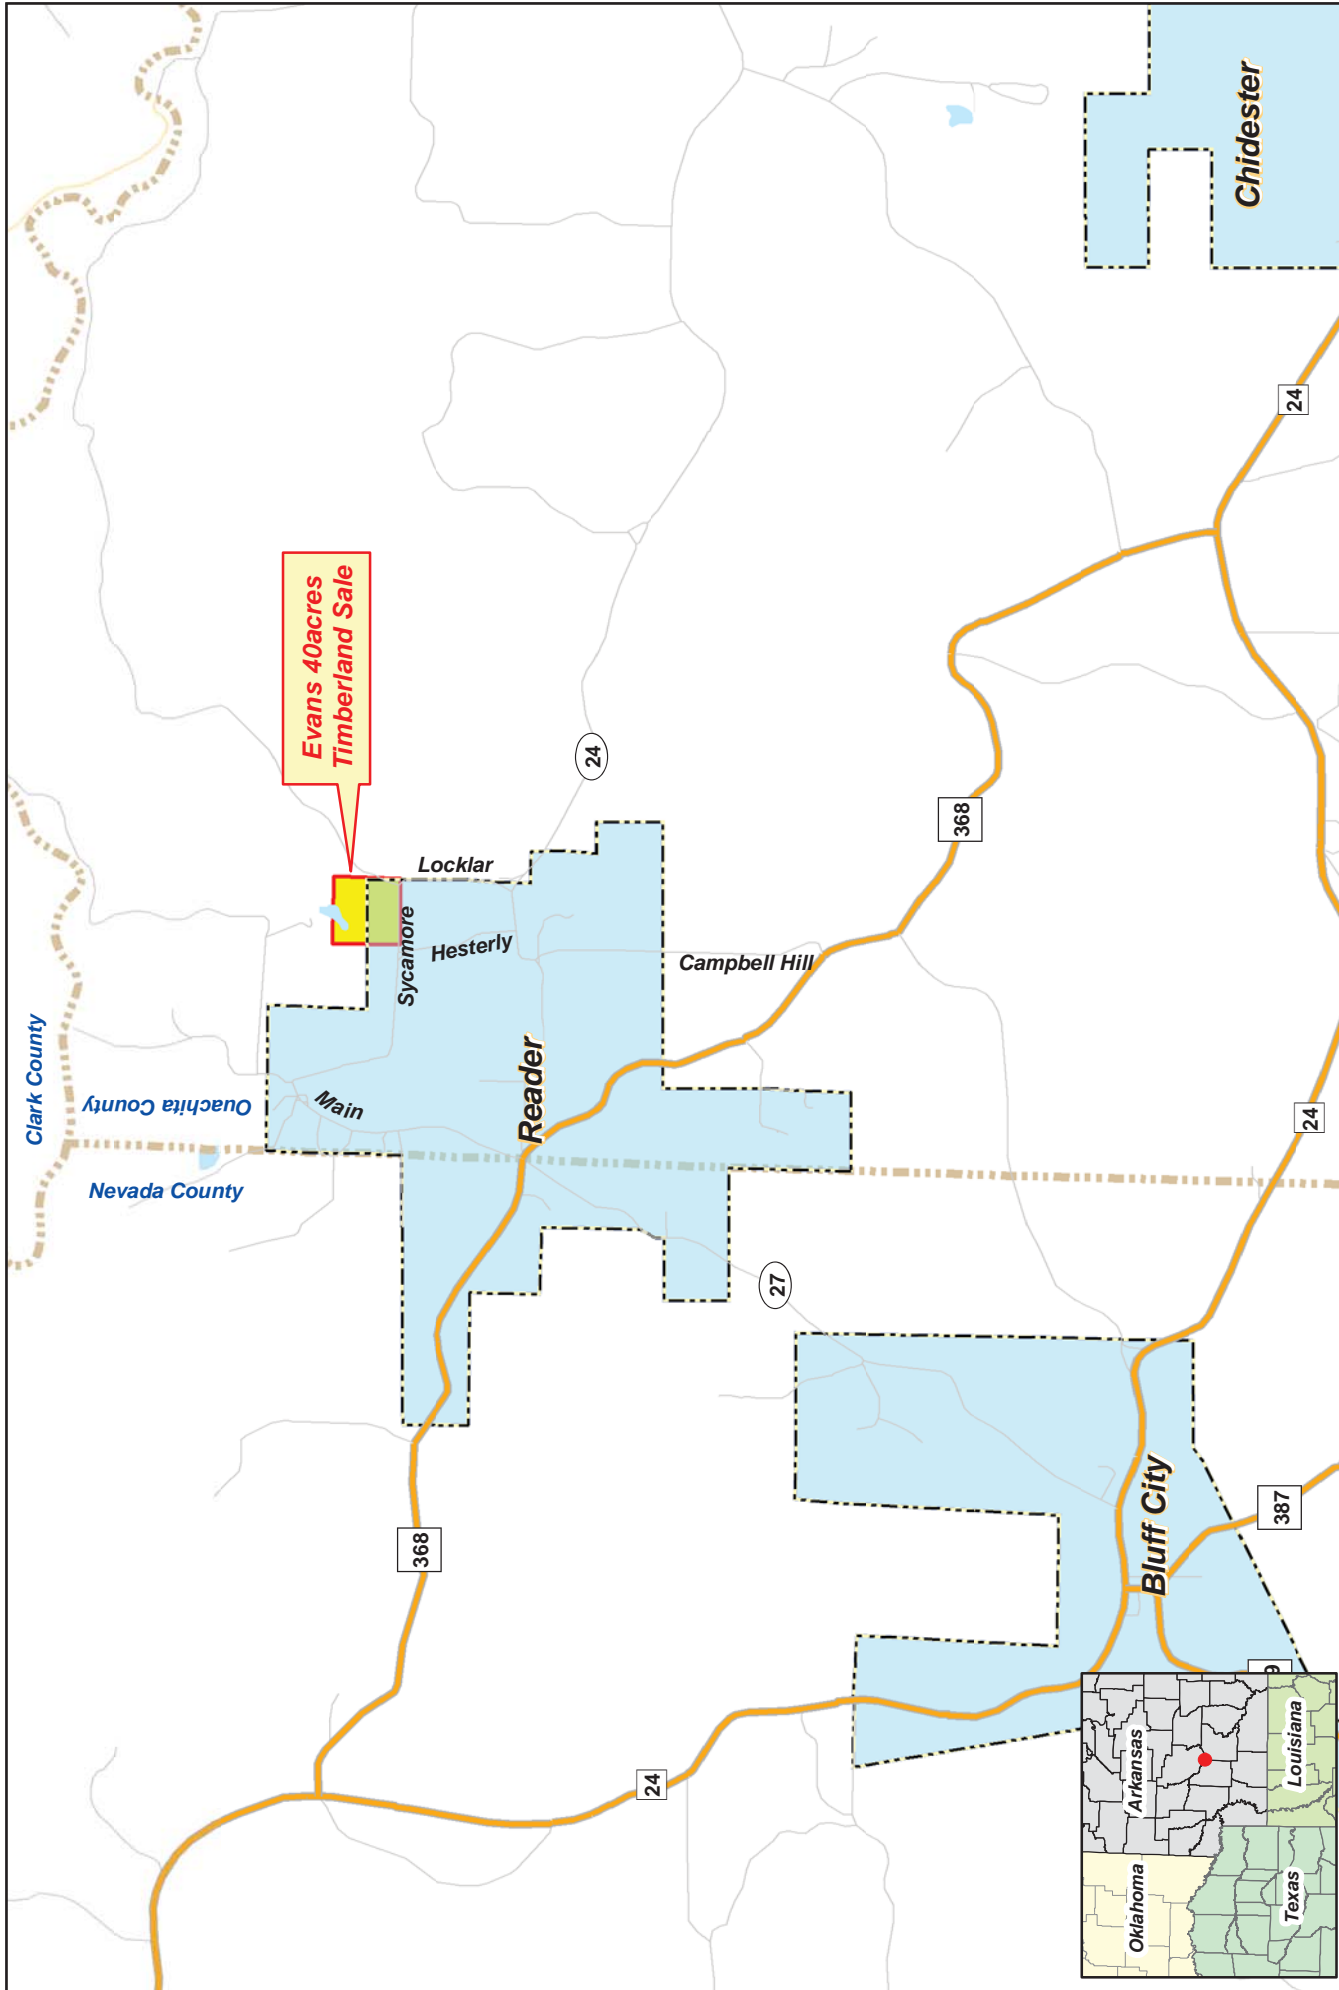 Clark County
Ouachita County
Nevada County
Evans 40acres
Timberland Sale
Locklar
Sycamore
Hesterly
Campbell Hill
Main
Reader
Chidester
Bluff City
24
368
24
24
27
368
24
387
9
Oklahoma
Arkansas
Texas
Louisiana